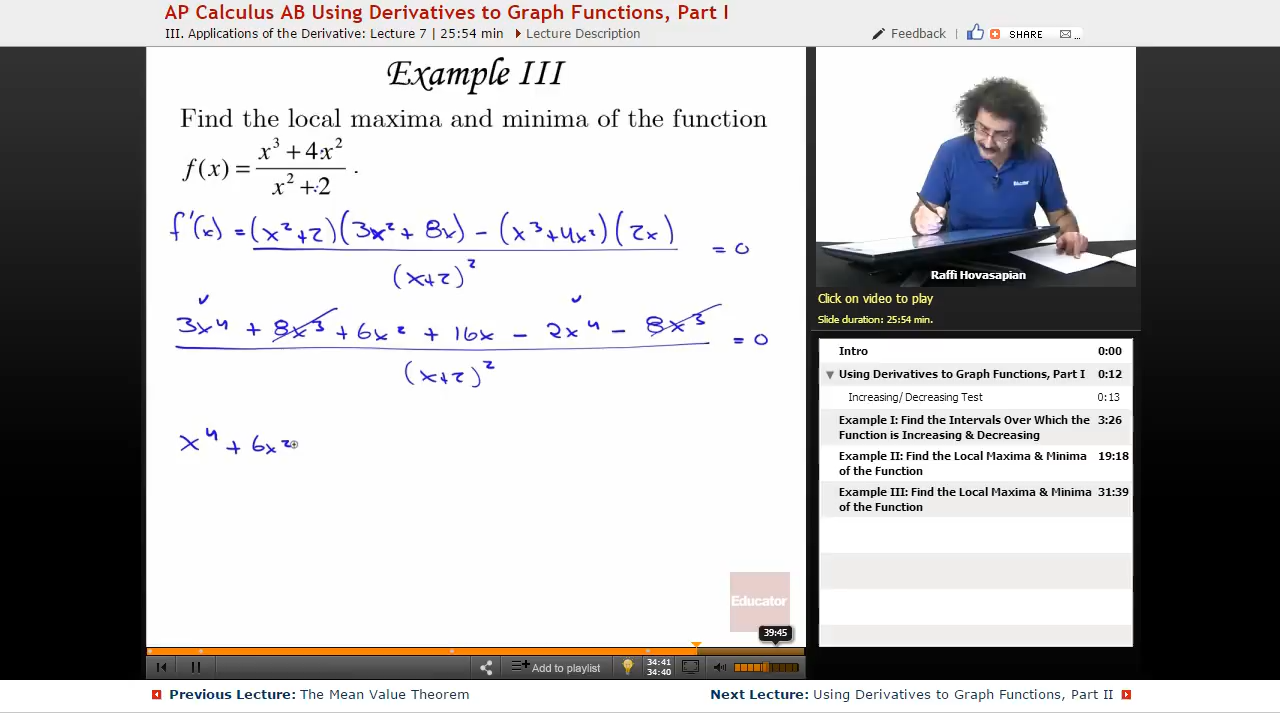 AP Calculus AB Using Derivatives to Graph Functions, Part I
III. Applications of the Derivative: Lecture 7 | 25:54 min Lecture Description
Feedback | SHARE
Example III
Find the local maxima and minima of the function
f(x) = (x³ + 4x²)/(x² + 2) .
f'(x) = (x²+2)(3x² + 8x) − (x³+4x²)(2x) = 0
(x+2)²
3x⁴ + 8x³ + 6x² + 16x − 2x⁴ − 8x³ = 0
(x+2)²
x⁴ + 6x²
Educator
39:45
Add to playlist
34:41
34:40
Raffi Hovasapian
Click on video to play
Slide duration: 25:54 min.
Intro 0:00
Using Derivatives to Graph Functions, Part I 0:12
Increasing/ Decreasing Test 0:13
Example I: Find the Intervals Over Which the 3:26
Function is Increasing & Decreasing
Example II: Find the Local Maxima & Minima 19:18
of the Function
Example III: Find the Local Maxima & Minima 31:39
of the Function
Previous Lecture: The Mean Value Theorem
Next Lecture: Using Derivatives to Graph Functions, Part II